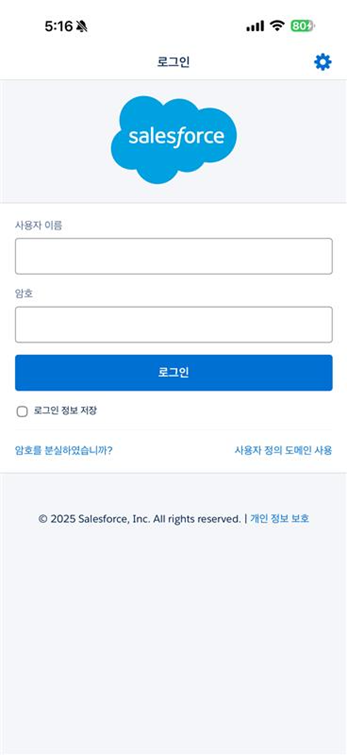 5:16
80
로그인
salesforce
사용자 이름
암호
로그인
로그인 정보 저장
암호를 분실하였습니까? 사용자 정의 도메인 사용
© 2025 Salesforce, Inc. All rights reserved. | 개인 정보 보호